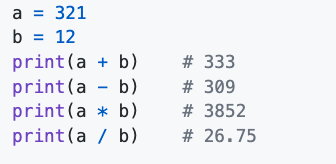 a = 321
b = 12
print(a + b)    # 333
print(a - b)    # 309
print(a * b)    # 3852
print(a / b)    # 26.75